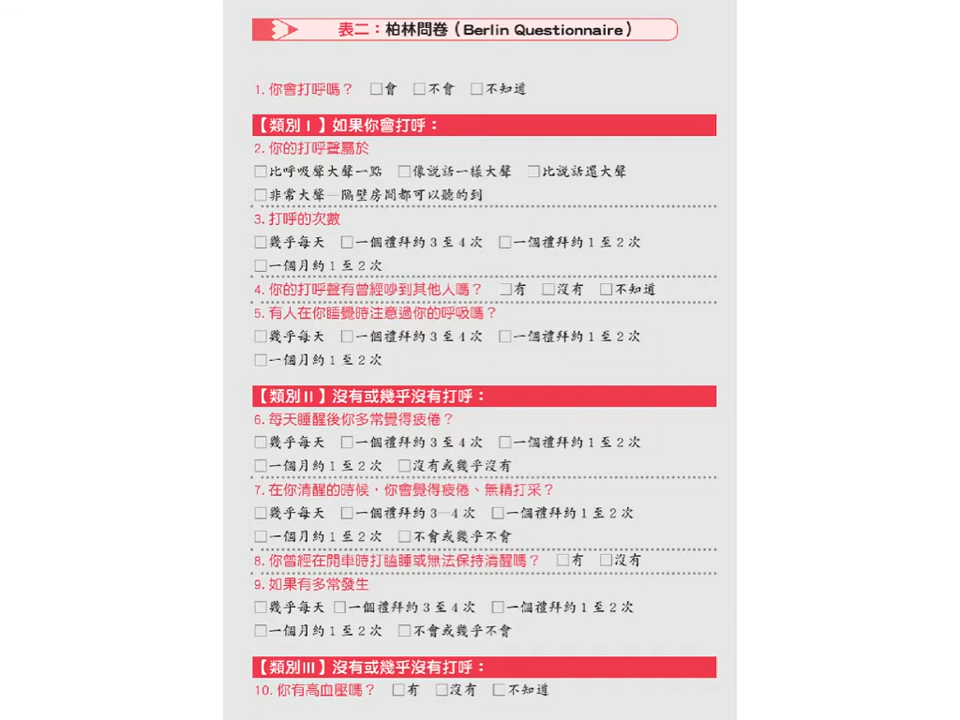 表二：柏林問卷（Berlin Questionnaire）
1. 你會打呼嗎？ □會 □不會 □不知道
【類別 I 】如果你會打呼：
2. 你的打呼聲屬於
□比呼吸聲大聲一點 □像說話一樣大聲 □比說話還大聲
□非常大聲—隔壁房間都可以聽的到
3. 打呼的次數
□幾乎每天 □一個禮拜約 3 至 4 次 □一個禮拜約 1 至 2 次
□一個月約 1 至 2 次
4. 你的打呼聲有曾經吵到其他人嗎？ □有 □沒有 □不知道
5. 有人在你睡覺時注意過你的呼吸嗎？
□幾乎每天 □一個禮拜約 3 至 4 次 □一個禮拜約 1 至 2 次
□一個月約 1 至 2 次
【類別 II 】沒有或幾乎沒有打呼：
6. 每天睡醒後你多常覺得疲倦？
□幾乎每天 □一個禮拜約 3 至 4 次 □一個禮拜約 1 至 2 次
□一個月約 1 至 2 次 □沒有或幾乎沒有
7. 在你清醒的時候，你會覺得疲倦、無精打采？
□幾乎每天 □一個禮拜約 3—4 次 □一個禮拜約 1 至 2 次
□一個月約 1 至 2 次 □不會或幾乎不會
8. 你曾經在開車時打瞌睡或無法保持清醒嗎？ □有 □沒有
9. 如果有多常發生
□幾乎每天 □一個禮拜約 3 至 4 次 □一個禮拜約 1 至 2 次
□一個月約 1 至 2 次 □不會或幾乎不會
【類別III】沒有或幾乎沒有打呼：
10. 你有高血壓嗎？ □有 □沒有 □不知道